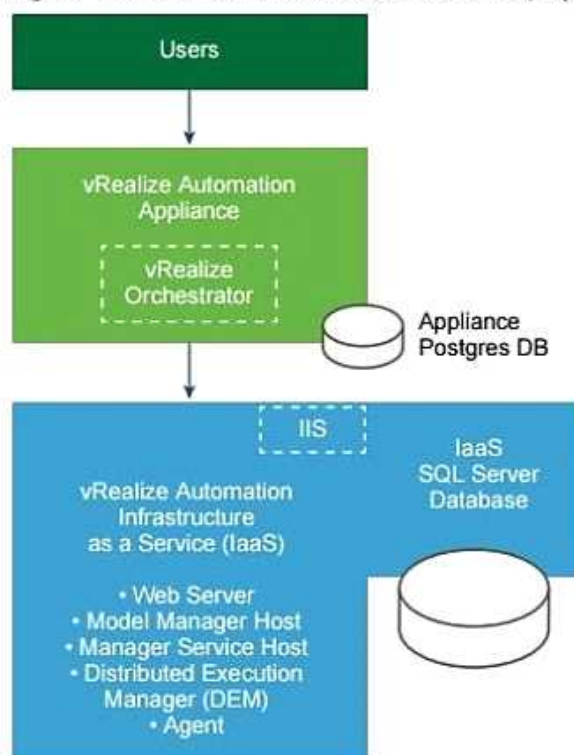 Users
vRealize Automation
Appliance
vRealize
Orchestrator
Appliance
Postgres DB
IIS
IaaS
SQL Server
Database
vRealize Automation
Infrastructure
as a Service (IaaS)
• Web Server
• Model Manager Host
• Manager Service Host
• Distributed Execution
Manager (DEM)
• Agent